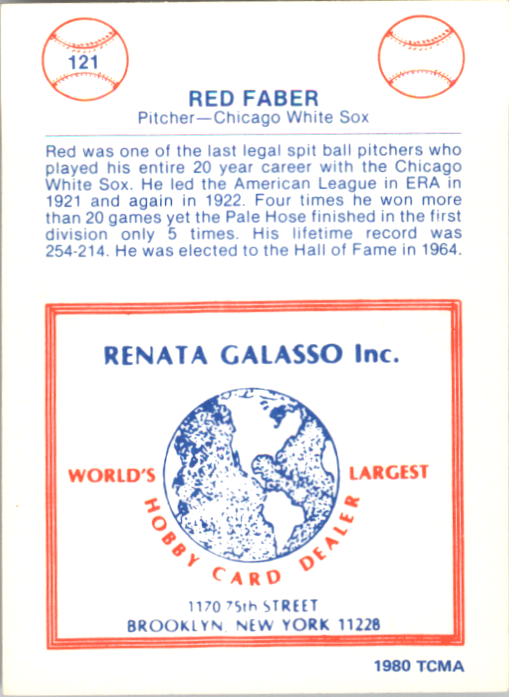 121
RED FABER
Pitcher—Chicago White Sox
Red was one of the last legal spit ball pitchers who
played his entire 20 year career with the Chicago
White Sox. He led the American League in ERA in
1921 and again in 1922. Four times he won more
than 20 games yet the Pale Hose finished in the first
division only 5 times. His lifetime record was
254-214. He was elected to the Hall of Fame in 1964.
RENATA GALASSO Inc.
WORLD'S LARGEST
HOBBY CARD DEALER
1170 75th STREET
BROOKLYN, NEW YORK 11228
1980 TCMA